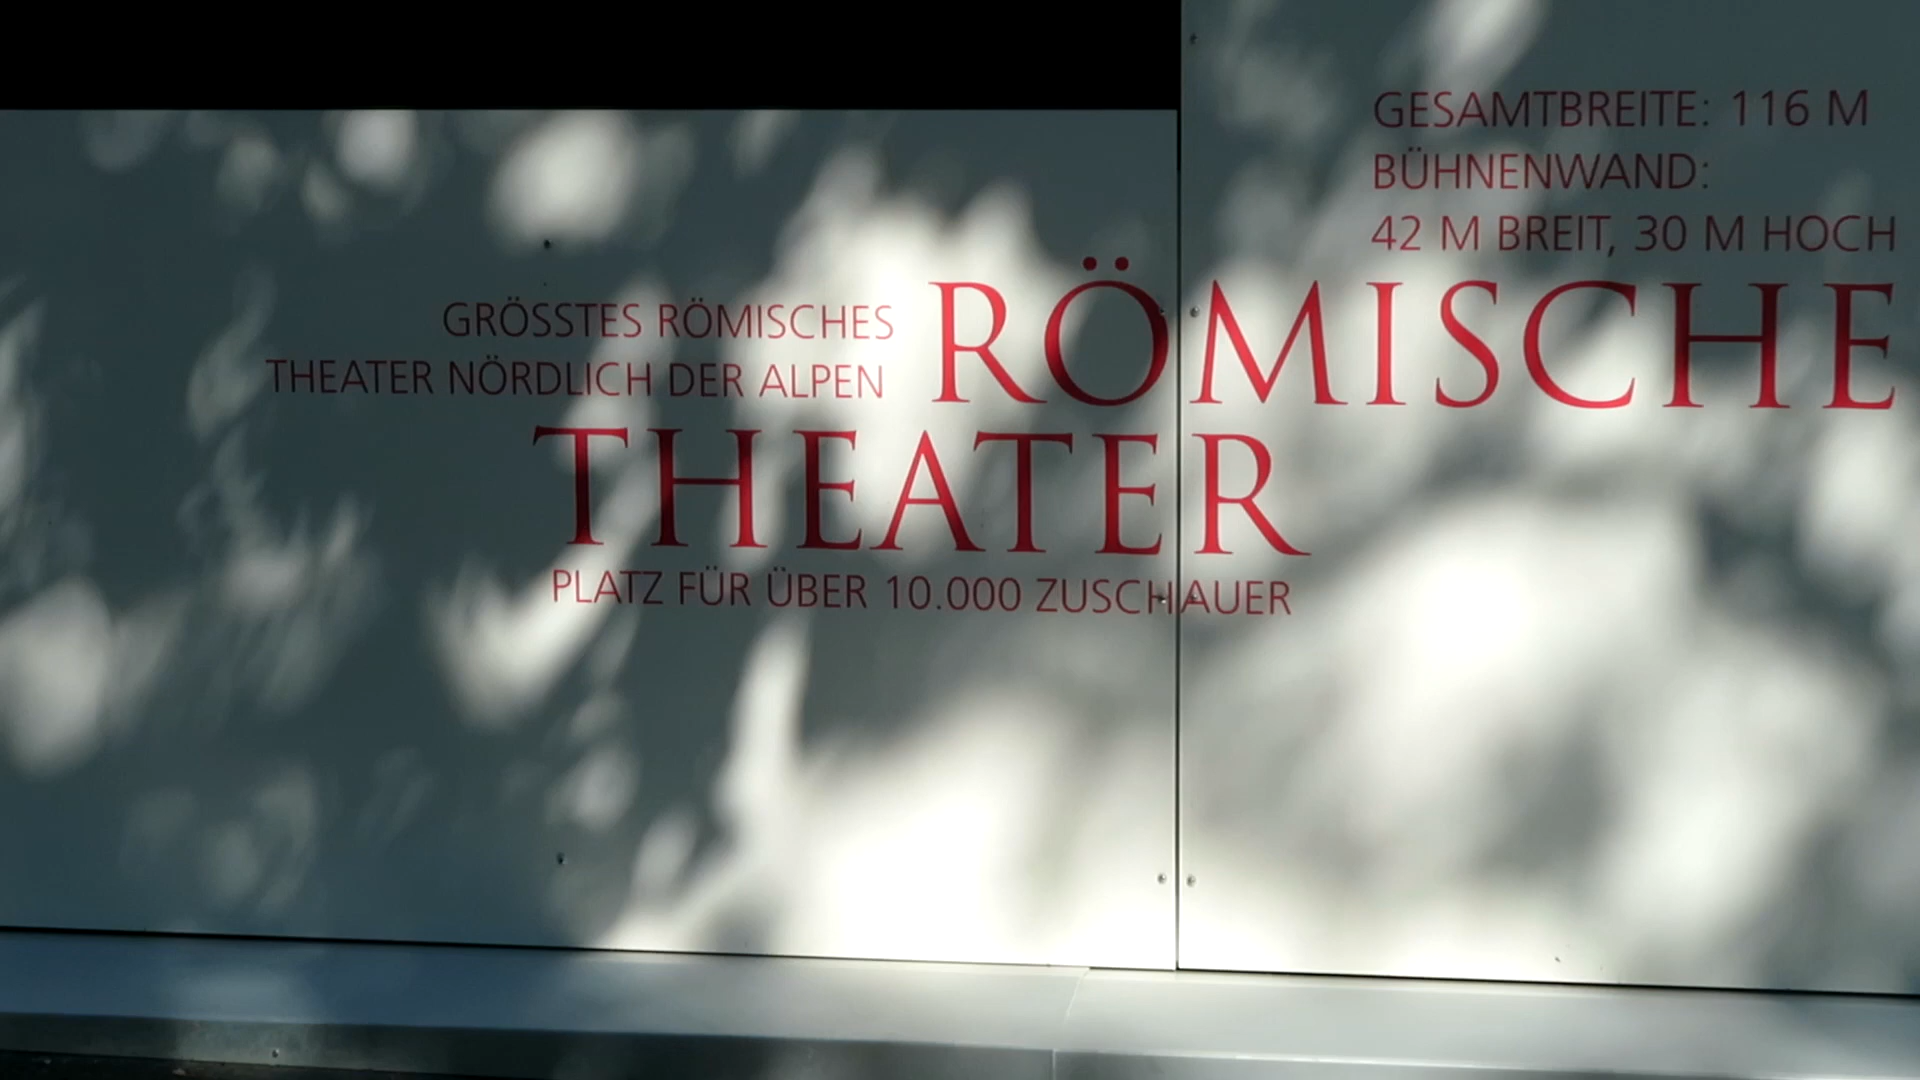 GESAMTBREITE: 116 M
BÜHNENWAND:
42 M BREIT, 30 M HOCH
GRÖSSTES RÖMISCHES
THEATER NÖRDLICH DER ALPEN
RÖMISCHE
THEATER
PLATZ FÜR ÜBER 10.000 ZUSCHAUER